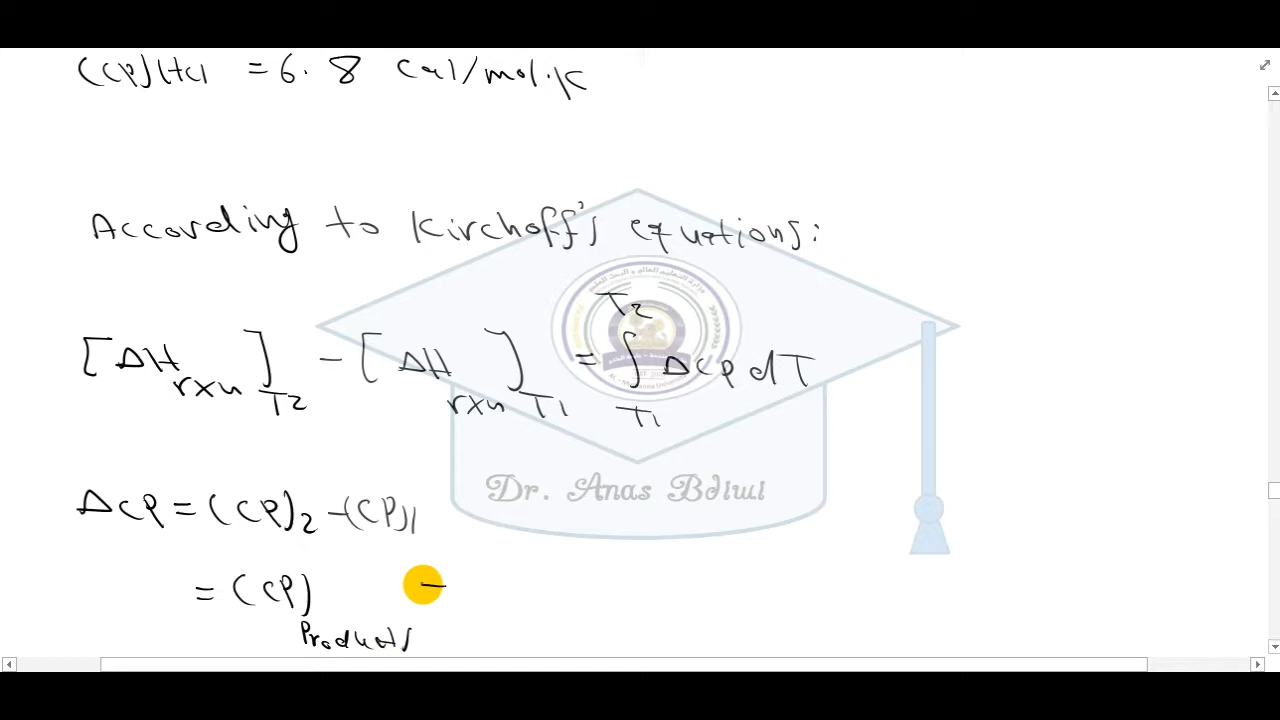 (CP)HCl = 6.8 Cal/mol.K
According to Kirchoff's equations:
[ΔH rxn]T2 - [ΔH rxn]T1 = ∫T1 T2 ΔCP dT
Dr. Anas Bdiwi
ΔCP = (CP)2 - (CP)1
= (CP)Products -